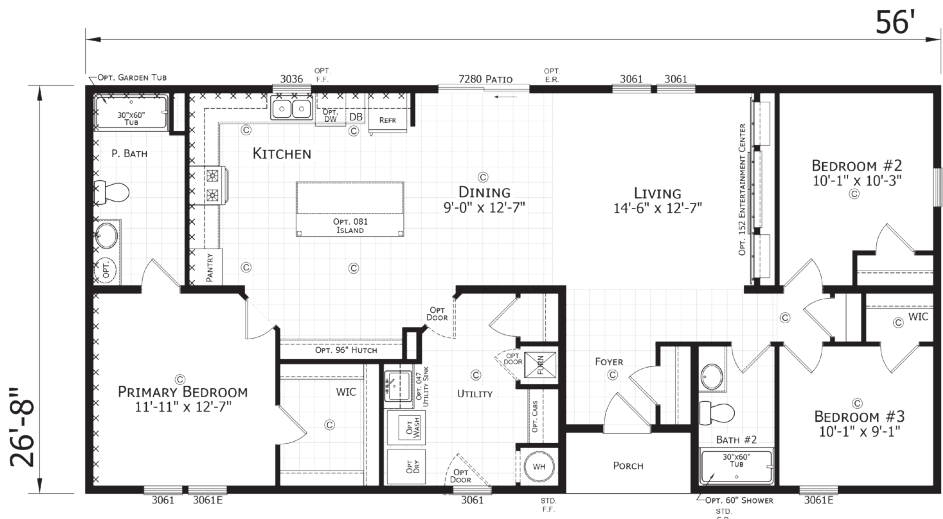 56'
OPT. GARDEN TUB
3036
OPT.
F.F.
7280 PATIO
OPT.
E.R.
3061
3061
30"x60"
TUB
P. BATH
OPT.
KITCHEN
OPT.
DW
DB
REFR
PANTRY
OPT. 081
ISLAND
DINING
9'-0" x 12'-7"
LIVING
14'-6" x 12'-7"
OPT. 152 ENTERTAINMENT CENTER
BEDROOM #2
10'-1" x 10'-3"
C
C
C
C
C
C
OPT
DOOR
OPT. 96" HUTCH
OPT
DOOR
FURN
WIC
C
C
26'-8"
PRIMARY BEDROOM
11'-11" x 12'-7"
C
WIC
C
OPT. 047
UTILITY SINK
UTILITY
C
OPT
WASH
OPT
DRY
OPT. CABS
OPT
DOOR
WH
FOYER
C
PORCH
BATH #2
30"x60"
TUB
BEDROOM #3
10'-1" x 9'-1"
C
3061
3061E
3061
STD.
F.F.
OPT. 60" SHOWER
STD.
3061E